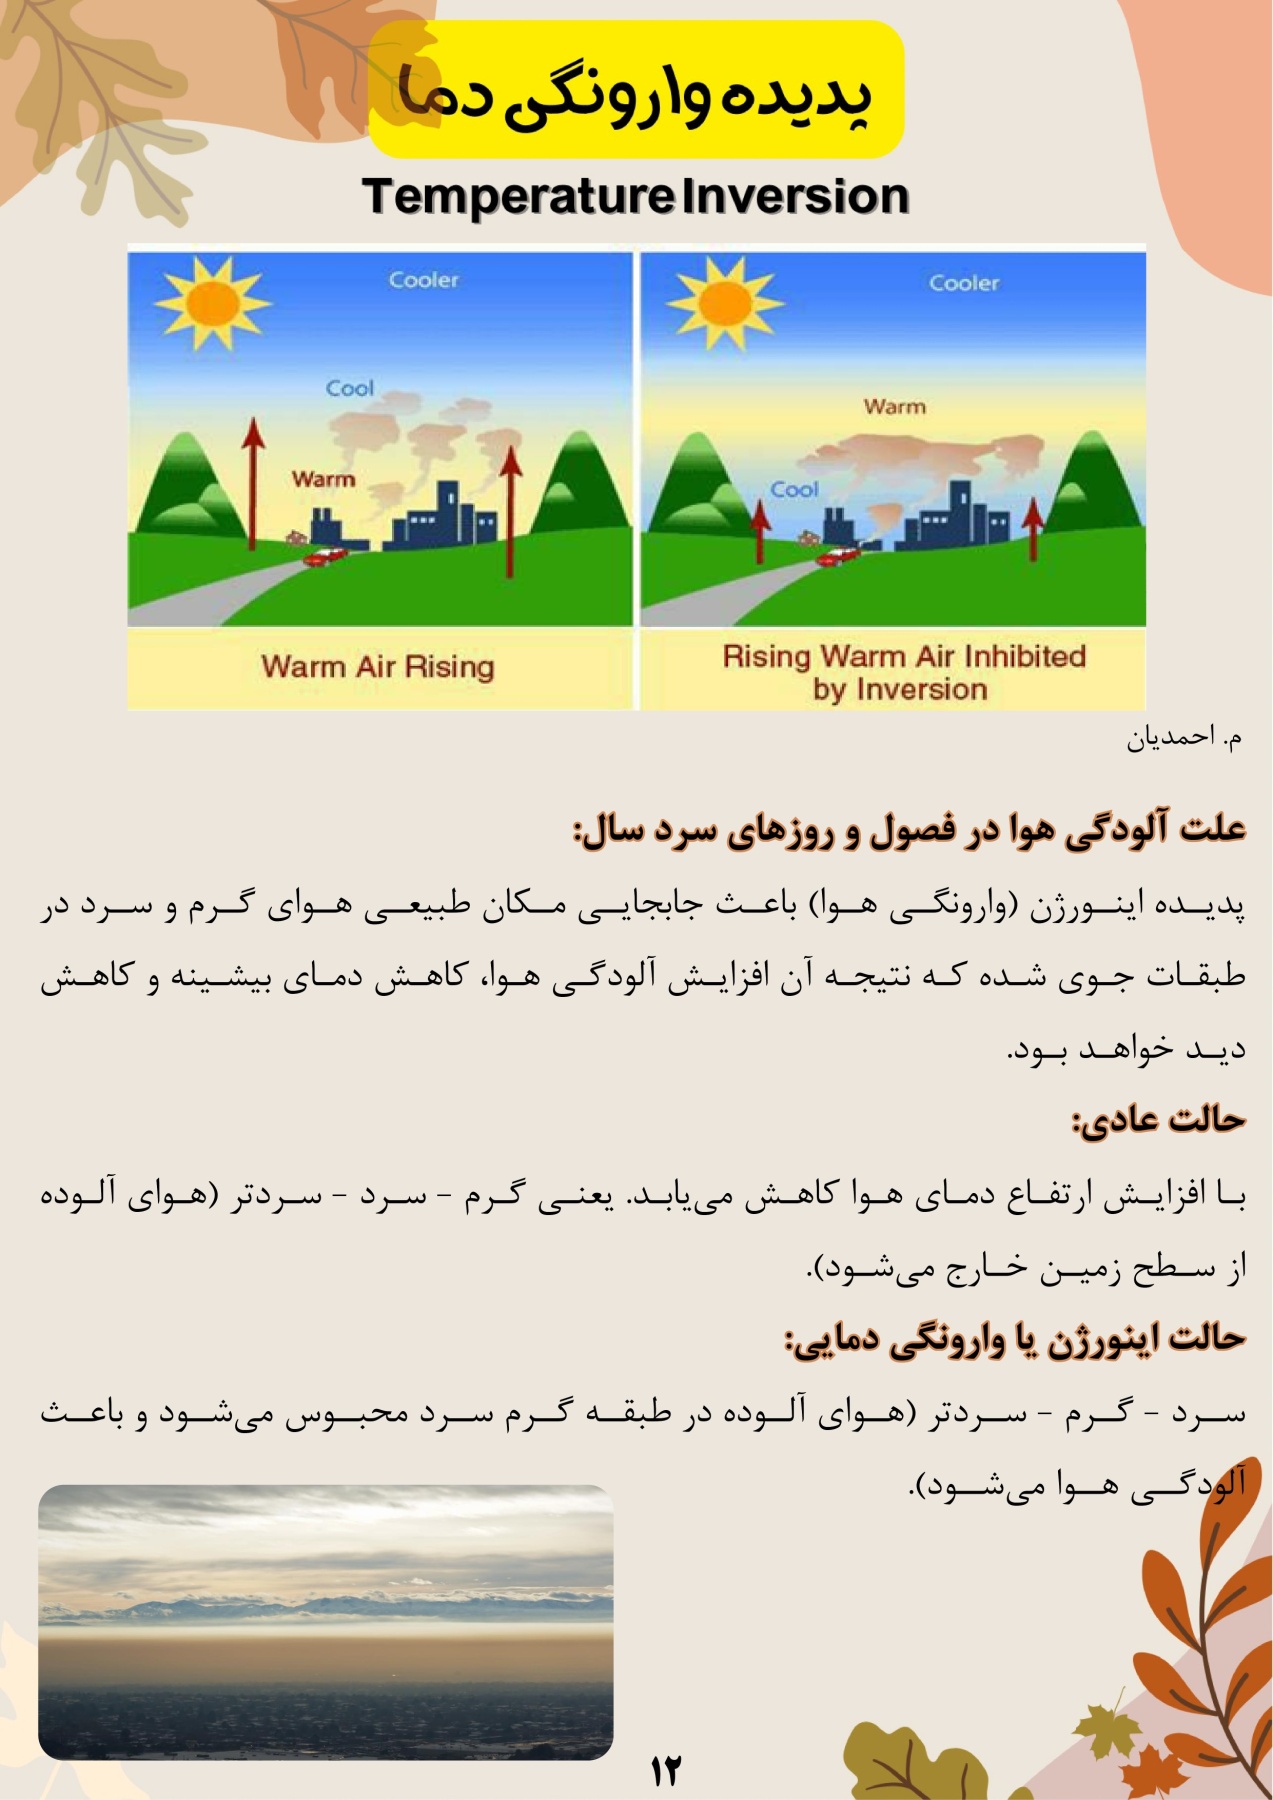 پدیده وارونگی دما
Temperature Inversion
Cooler
Cool
Warm
Warm Air Rising
Cooler
Warm
Cool
Rising Warm Air Inhibited
by Inversion
م. احمدیان
علت آلودگی هوا در فصول و روزهای سرد سال:
پدیده اینورژن (وارونگی هوا) باعث جابجایی مکان طبیعی هوای گرم و سرد در
طبقات جوی شده که نتیجه آن افزایش آلودگی هوا، کاهش دمای بیشینه و کاهش
دید خواهد بود.
حالت عادی:
با افزایش ارتفاع دمای هوا کاهش می‌یابد. یعنی گرم - سرد - سردتر (هوای آلوده
از سطح زمین خارج می‌شود).
حالت اینورژن یا وارونگی دمایی:
سرد - گرم - سردتر (هوای آلوده در طبقه گرم سرد محبوس می‌شود و باعث
آلودگی هوا می‌شود).
۱۲